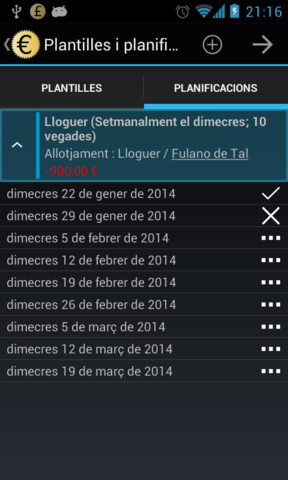 21:16
Plantilles i planifi...
PLANTILLES
PLANIFICACIONS
Lloguer (Setmanalment el dimecres; 10
vegades)
Allotjament : Lloguer / Fulano de Tal
-900,00 €
dimecres 22 de gener de 2014
dimecres 29 de gener de 2014
dimecres 5 de febrer de 2014
dimecres 12 de febrer de 2014
dimecres 19 de febrer de 2014
dimecres 26 de febrer de 2014
dimecres 5 de març de 2014
dimecres 12 de març de 2014
dimecres 19 de març de 2014